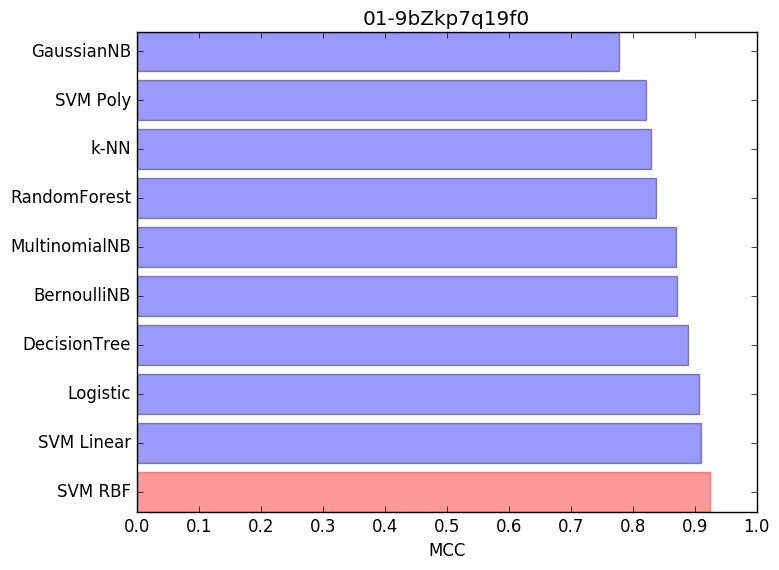 01-9bZkp7q19f0
GaussianNB
SVM Poly
k-NN
RandomForest
MultinomialNB
BernoulliNB
DecisionTree
Logistic
SVM Linear
SVM RBF
0.0 0.1 0.2 0.3 0.4 0.5 0.6 0.7 0.8 0.9 1.0
MCC